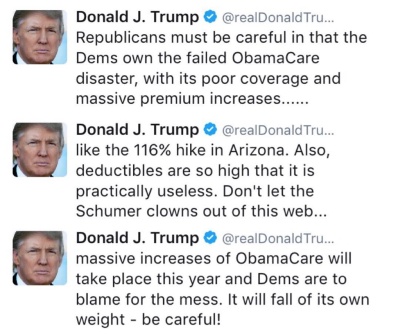 Donald J. Trump @realDonaldTru...
Republicans must be careful in that the
Dems own the failed ObamaCare
disaster, with its poor coverage and
massive premium increases......
Donald J. Trump @realDonaldTru...
like the 116% hike in Arizona. Also,
deductibles are so high that it is
practically useless. Don't let the
Schumer clowns out of this web...
Donald J. Trump @realDonaldTru...
massive increases of ObamaCare will
take place this year and Dems are to
blame for the mess. It will fall of its own
weight - be careful!